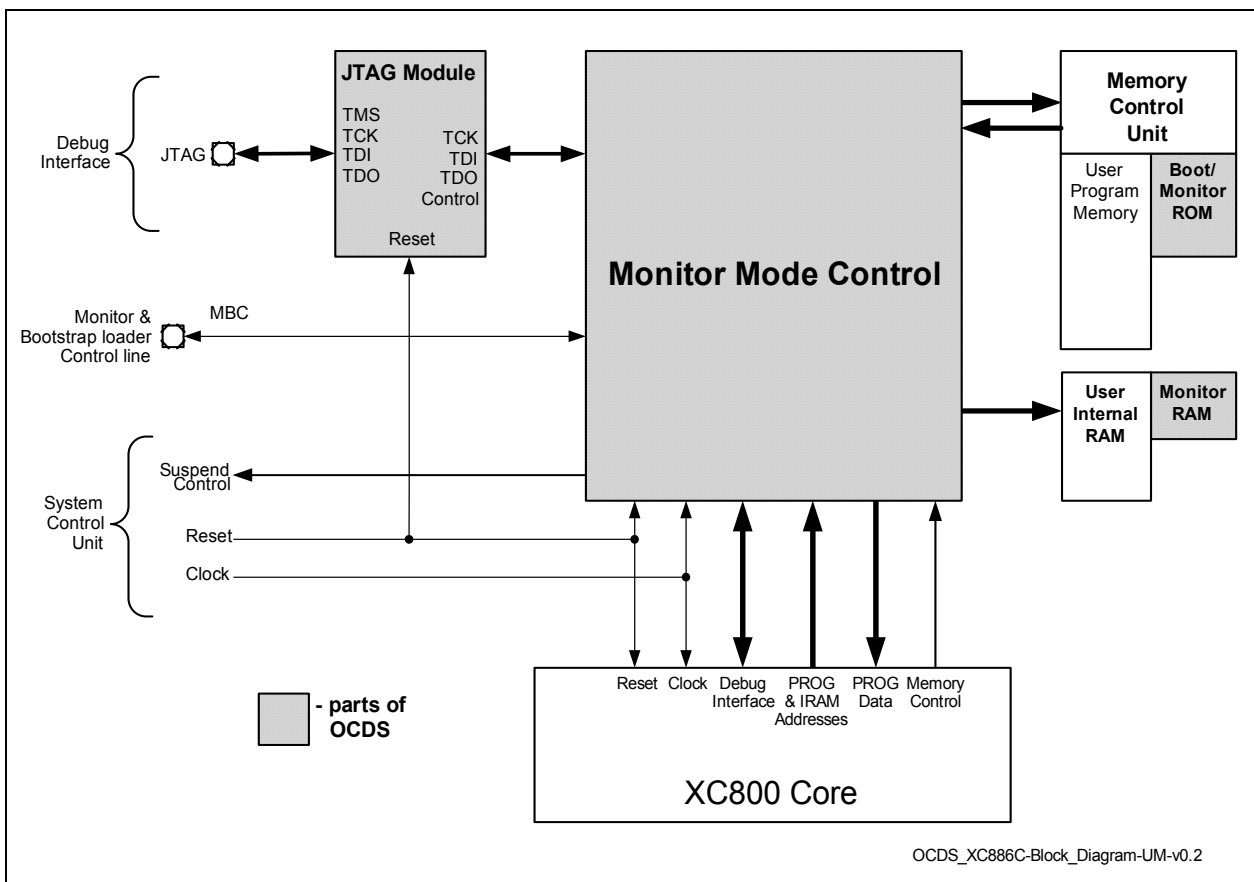 JTAG Module
TMS
TCK
TDI
TDO
TCK
TDI
TDO
Control
Reset
Debug
Interface
JTAG
Monitor Mode Control
Memory
Control
Unit
User
Program
Memory
Boot/
Monitor
ROM
Monitor &
Bootstrap loader
Control line
MBC
User
Internal
RAM
Monitor
RAM
System
Control
Unit
Suspend
Control
Reset
Clock
Reset
Clock
Debug
Interface
PROG
& IRAM
Addresses
PROG
Data
Memory
Control
XC800 Core
- parts of
OCDS
OCDS_XC886C-Block_Diagram-UM-v0.2